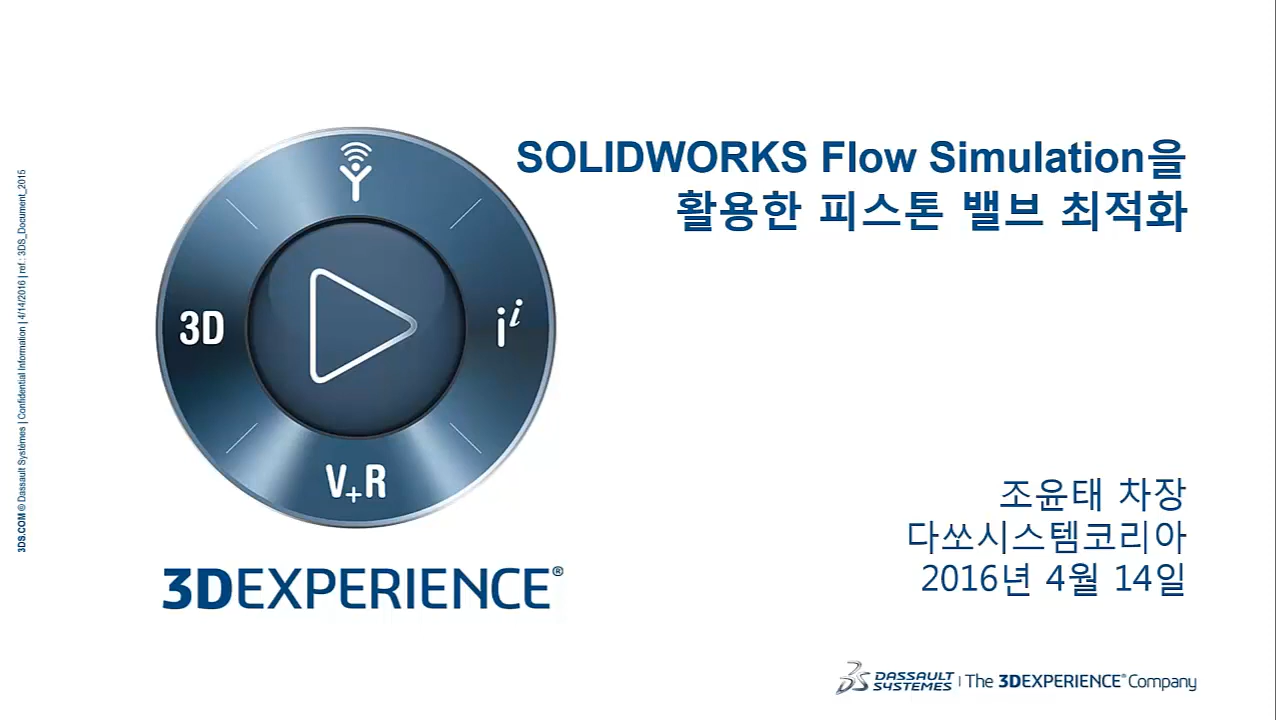 SOLIDWORKS Flow Simulation을
활용한 피스톤 밸브 최적화
3D
i i
V+R
3DEXPERIENCE®
조윤태 차장
다쏘시스템코리아
2016년 4월 14일
DASSAULT SYSTEMES | The 3DEXPERIENCE® Company
3DS.COM © Dassault Systèmes | Confidential Information | 4/14/2016 | ref.: 3DS_Document_2015